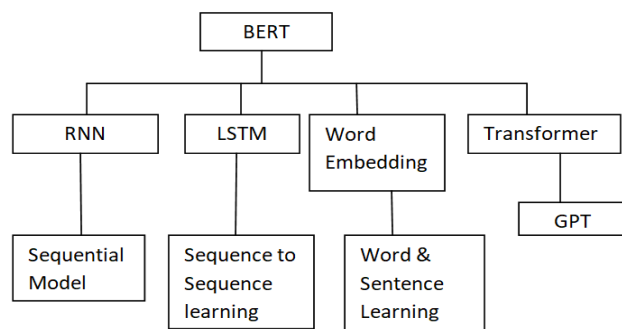 BERT
RNN
LSTM
Word
Embedding
Transformer
GPT
Sequential
Model
Sequence to
Sequence
learning
Word &
Sentence
Learning